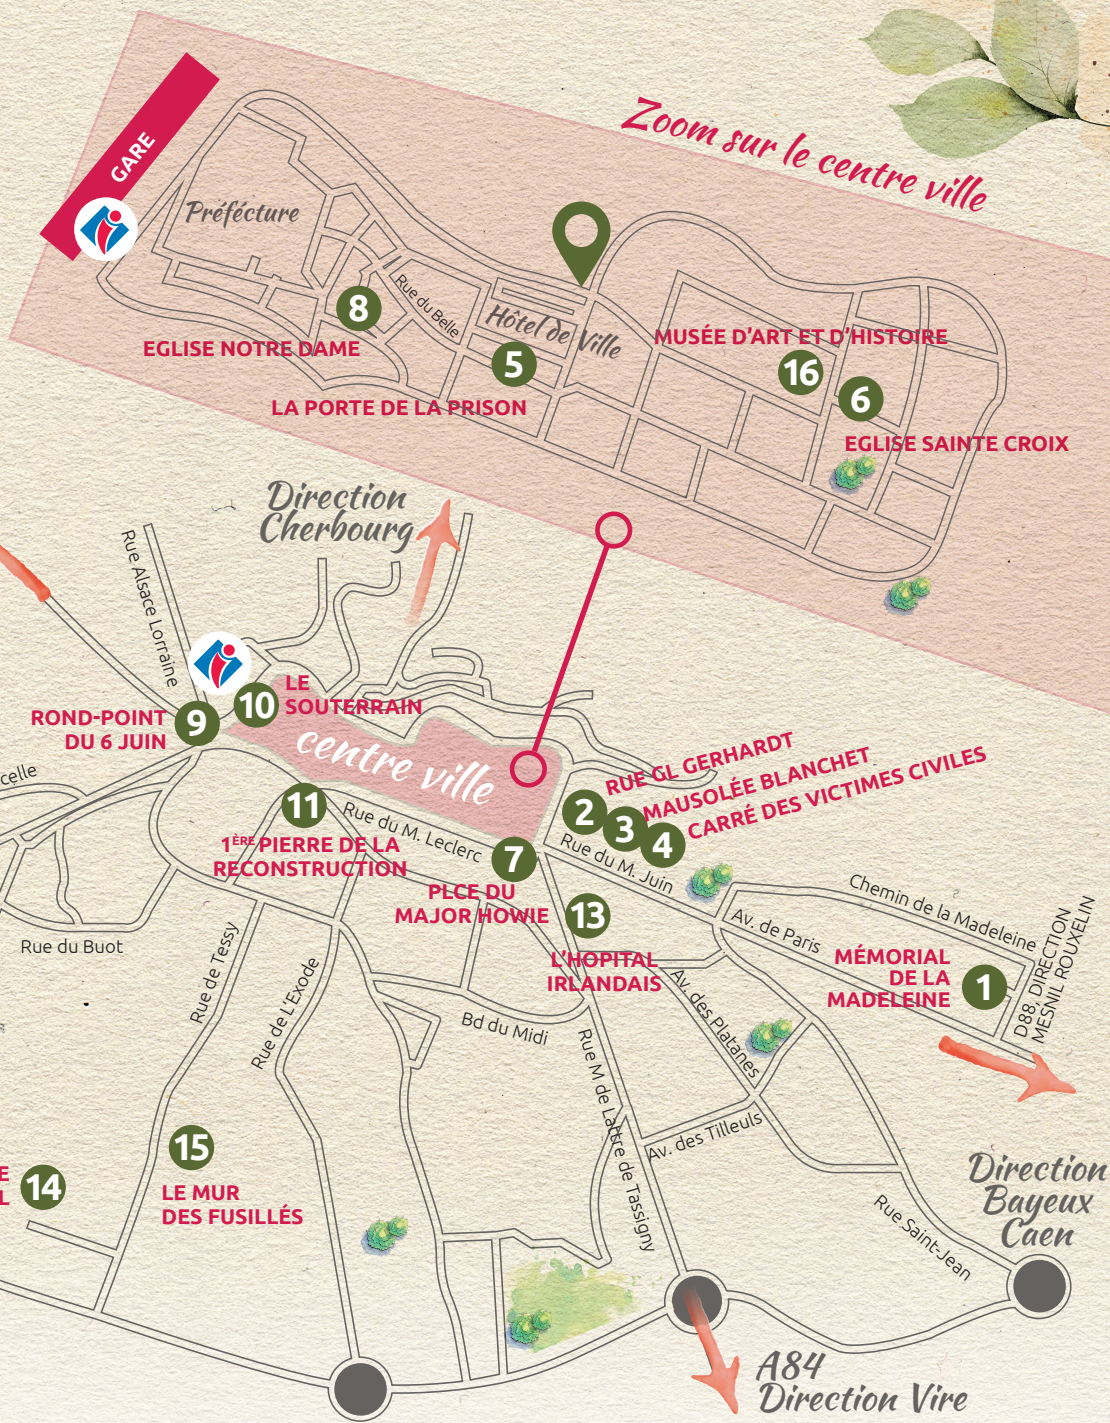 Zoom sur le centre ville
GARE
Préfécture
Rue du Belle
Hôtel de Ville
8
EGLISE NOTRE DAME
5
LA PORTE DE LA PRISON
MUSÉE D'ART ET D'HISTOIRE
16
6
EGLISE SAINTE CROIX
Direction
Cherbourg
Rue Alsace Lorraine
10
LE
SOUTERRAIN
9
ROND-POINT
DU 6 JUIN
centre ville
celle
11
1ÈRE PIERRE DE LA
RECONSTRUCTION
Rue du M. Leclerc
7
PLCE DU
MAJOR HOWIE
2
RUE GL GERHARDT
3
MAUSOLÉE BLANCHET
4
CARRÉ DES VICTIMES CIVILES
Rue du M. Juin
13
L'HOPITAL
IRLANDAIS
Chemin de la Madeleine
Av. de Paris
MÉMORIAL
DE LA
MADELEINE
1
D88, DIRECTION
MESNIL ROUXELIN
Rue du Buot
Rue de Tessy
Rue de L'Exode
Bd du Midi
Av. des Platanes
Rue M de Lattre de Tassigny
Av. des Tilleuls
15
LE MUR
DES FUSILLÉS
E
L
14
Rue Saint-Jean
Direction
Bayeux
Caen
A84
Direction Vire